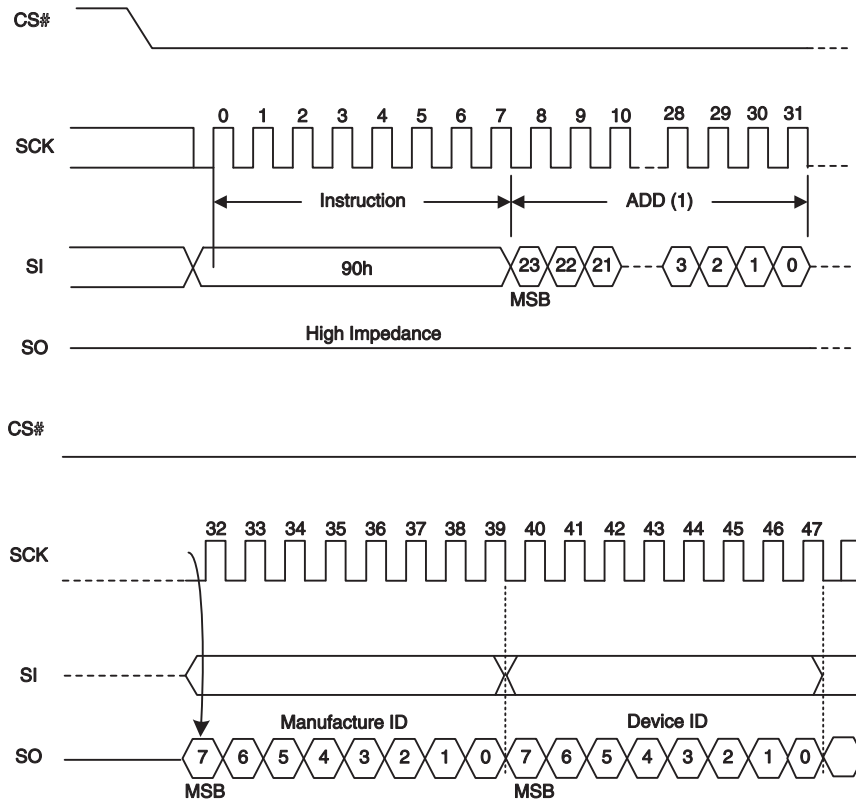 CS#
0 1 2 3 4 5 6 7 8 9 10 28 29 30 31
SCK
Instruction ADD (1)
SI 90h 23 22 21 3 2 1 0
MSB
High Impedance
SO
CS#
32 33 34 35 36 37 38 39 40 41 42 43 44 45 46 47
SCK
SI
Manufacture ID Device ID
SO 7 6 5 4 3 2 1 0 7 6 5 4 3 2 1 0
MSB MSB